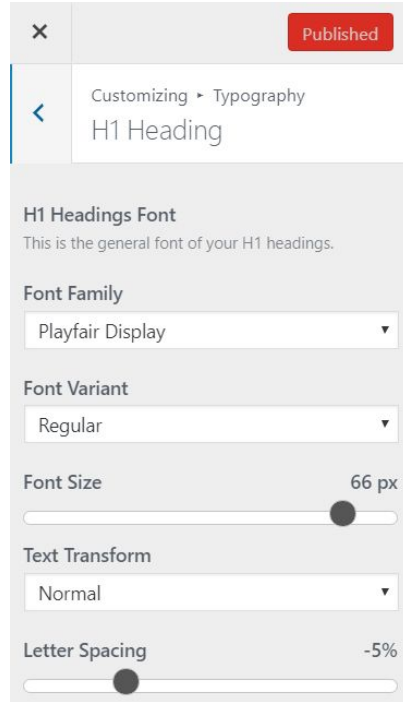 ×
Published
Customizing ▸ Typography
H1 Heading
H1 Headings Font
This is the general font of your H1 headings.
Font Family
Playfair Display
Font Variant
Regular
Font Size 66 px
Text Transform
Normal
Letter Spacing -5%